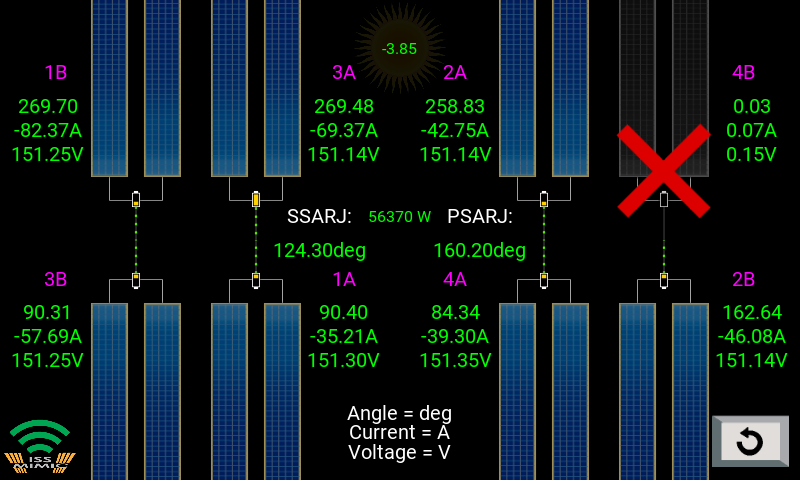 -3.85
1B
269.70
-82.37A
151.25V
3A
269.48
-69.37A
151.14V
2A
258.83
-42.75A
151.14V
4B
0.03
0.07A
0.15V
SSARJ: 56370 W PSARJ:
124.30deg 160.20deg
3B
90.31
-57.69A
151.25V
1A
90.40
-35.21A
151.30V
4A
84.34
-39.30A
151.35V
2B
162.64
-46.08A
151.14V
Angle = deg
Current = A
Voltage = V
ISS
MIMIC